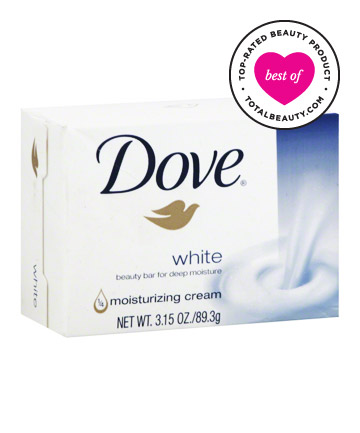 TOP-RATED BEAUTY PRODUCT
best of
TOTALBEAUTY.COM
Dove®
white
beauty bar for deep moisture
1/4 moisturizing cream
NET WT. 3.15 OZ./89.3g
white